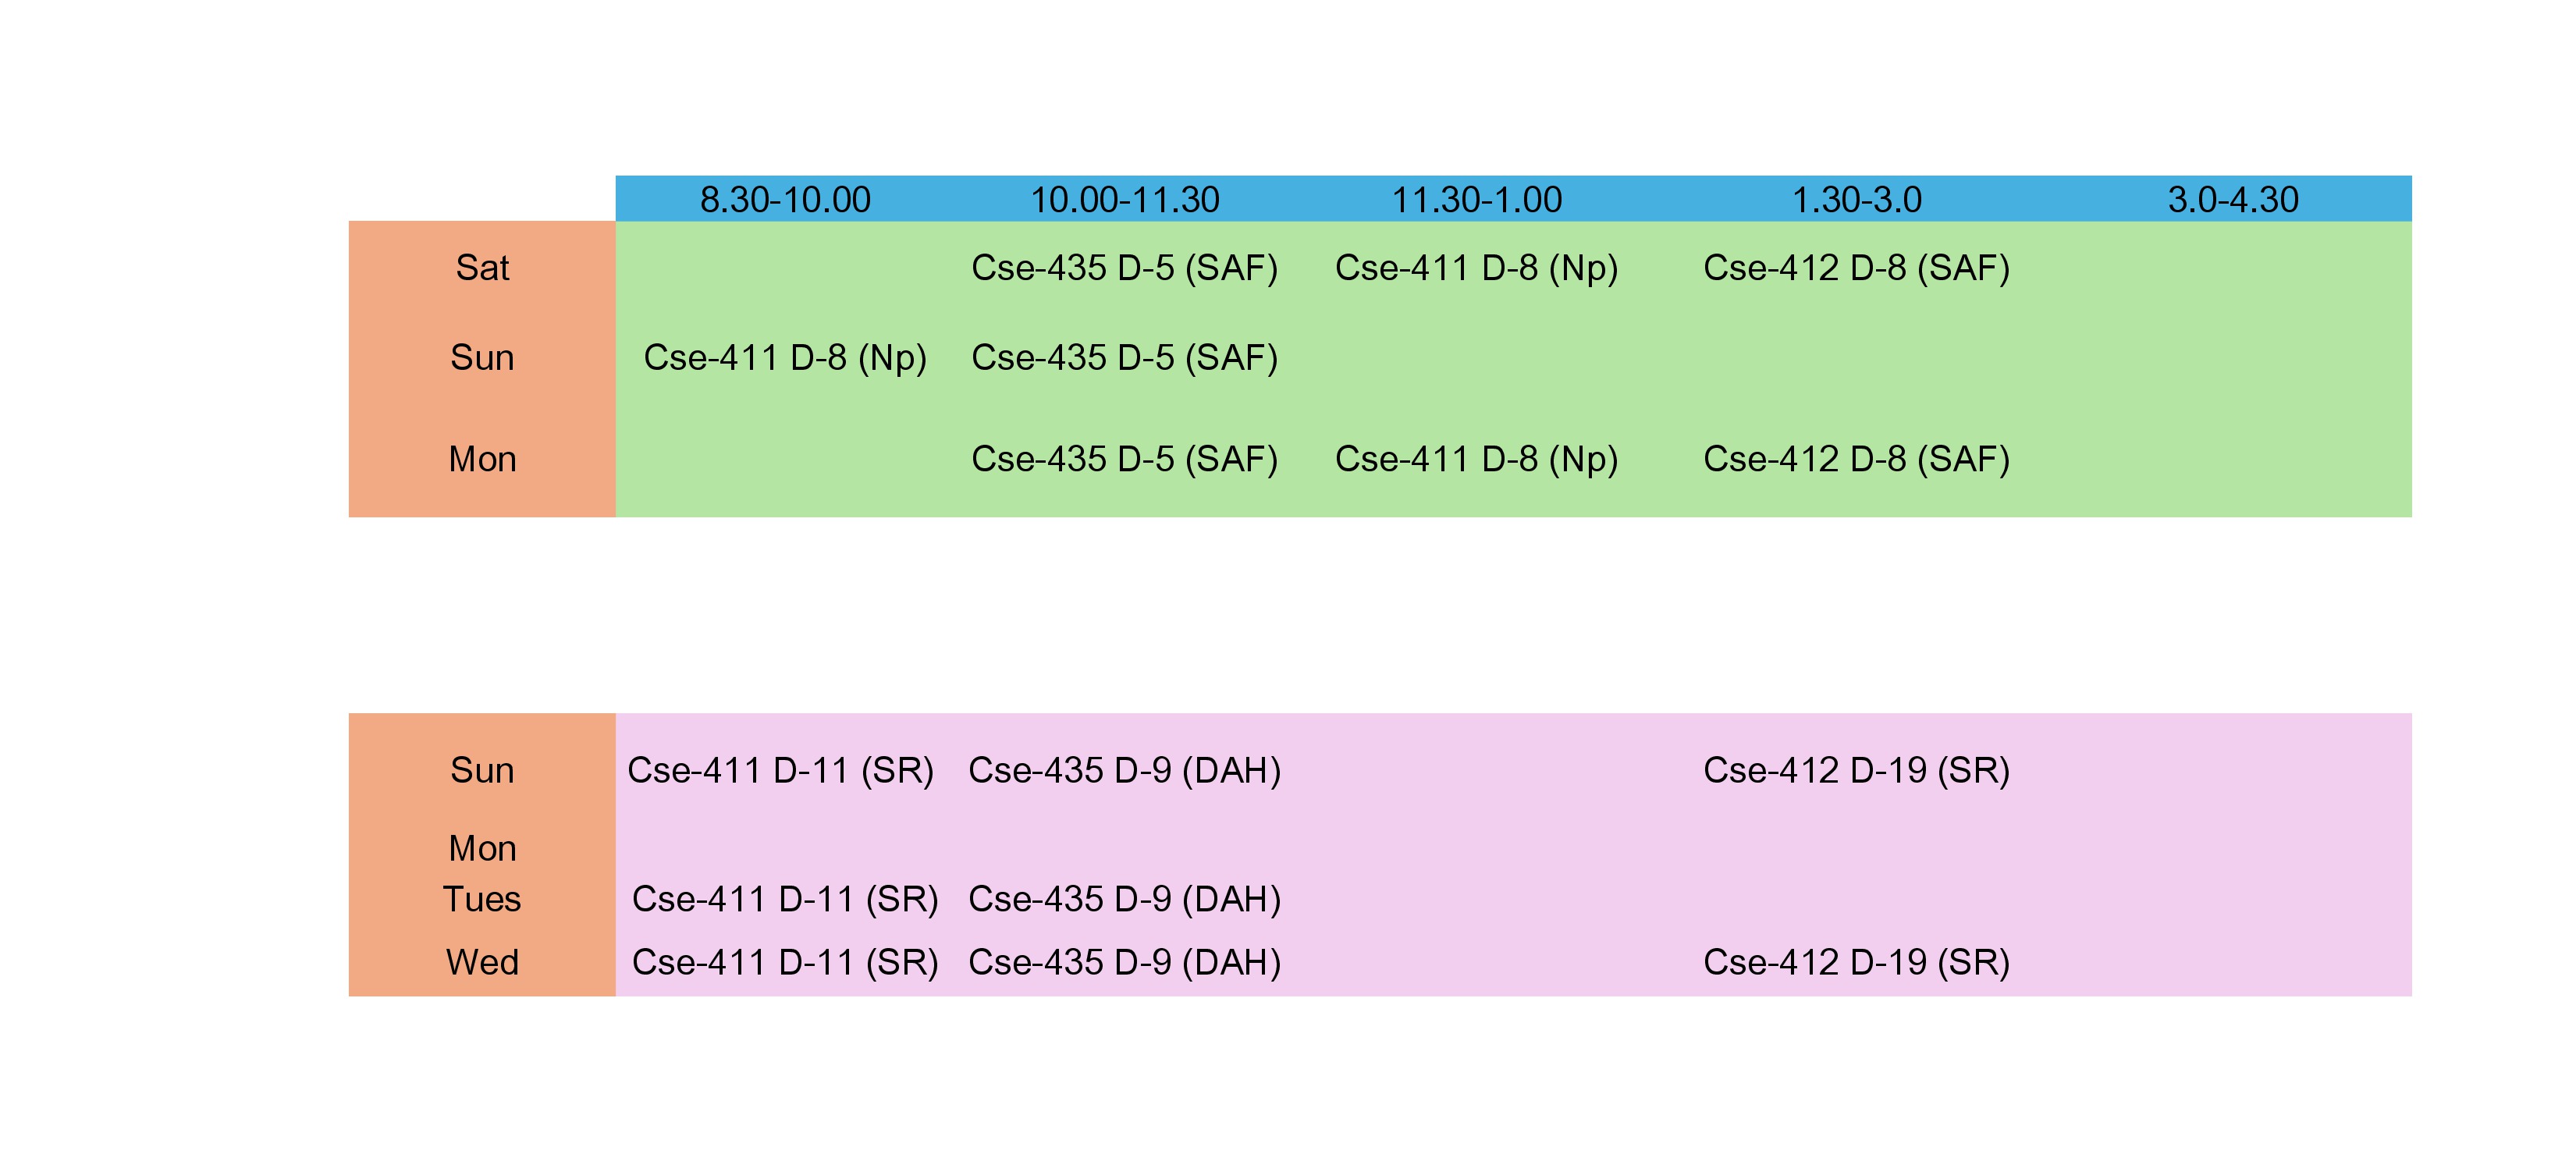 8.30-10.00 10.00-11.30 11.30-1.00 1.30-3.0 3.0-4.30
Sat Cse-435 D-5 (SAF) Cse-411 D-8 (Np) Cse-412 D-8 (SAF)
Sun Cse-411 D-8 (Np) Cse-435 D-5 (SAF)
Mon Cse-435 D-5 (SAF) Cse-411 D-8 (Np) Cse-412 D-8 (SAF)
Sun Cse-411 D-11 (SR) Cse-435 D-9 (DAH) Cse-412 D-19 (SR)
Mon
Tues Cse-411 D-11 (SR) Cse-435 D-9 (DAH)
Wed Cse-411 D-11 (SR) Cse-435 D-9 (DAH) Cse-412 D-19 (SR)